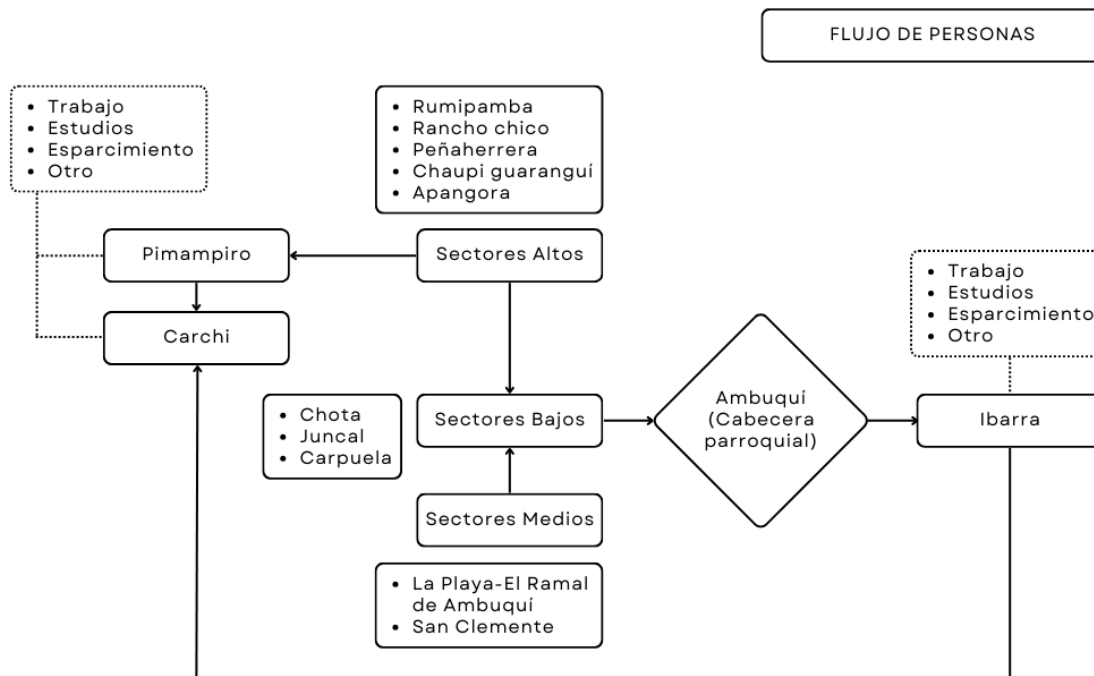 FLUJO DE PERSONAS
• Trabajo
• Estudios
• Esparcimiento
• Otro
• Rumipamba
• Rancho chico
• Peñaherrera
• Chaupi guaranguí
• Apangora
Pimampiro
Sectores Altos
Carchi
• Trabajo
• Estudios
• Esparcimiento
• Otro
• Chota
• Juncal
• Carpuela
Sectores Bajos
Ambuquí
(Cabecera
parroquial)
Ibarra
Sectores Medios
• La Playa-El Ramal
de Ambuquí
• San Clemente